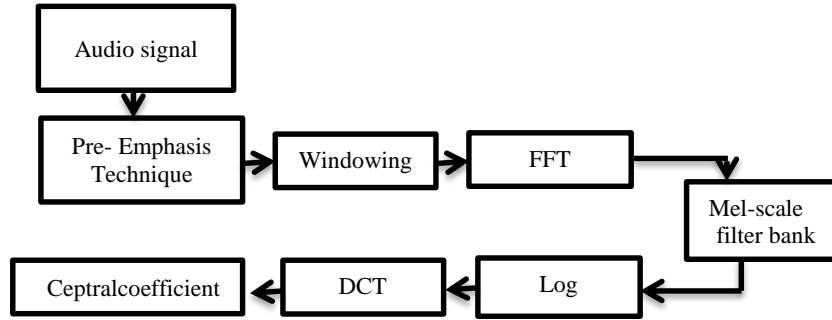 Audio signal
Pre- Emphasis
Technique
Windowing
FFT
Mel-scale
filter bank
Log
DCT
Ceptralcoefficient